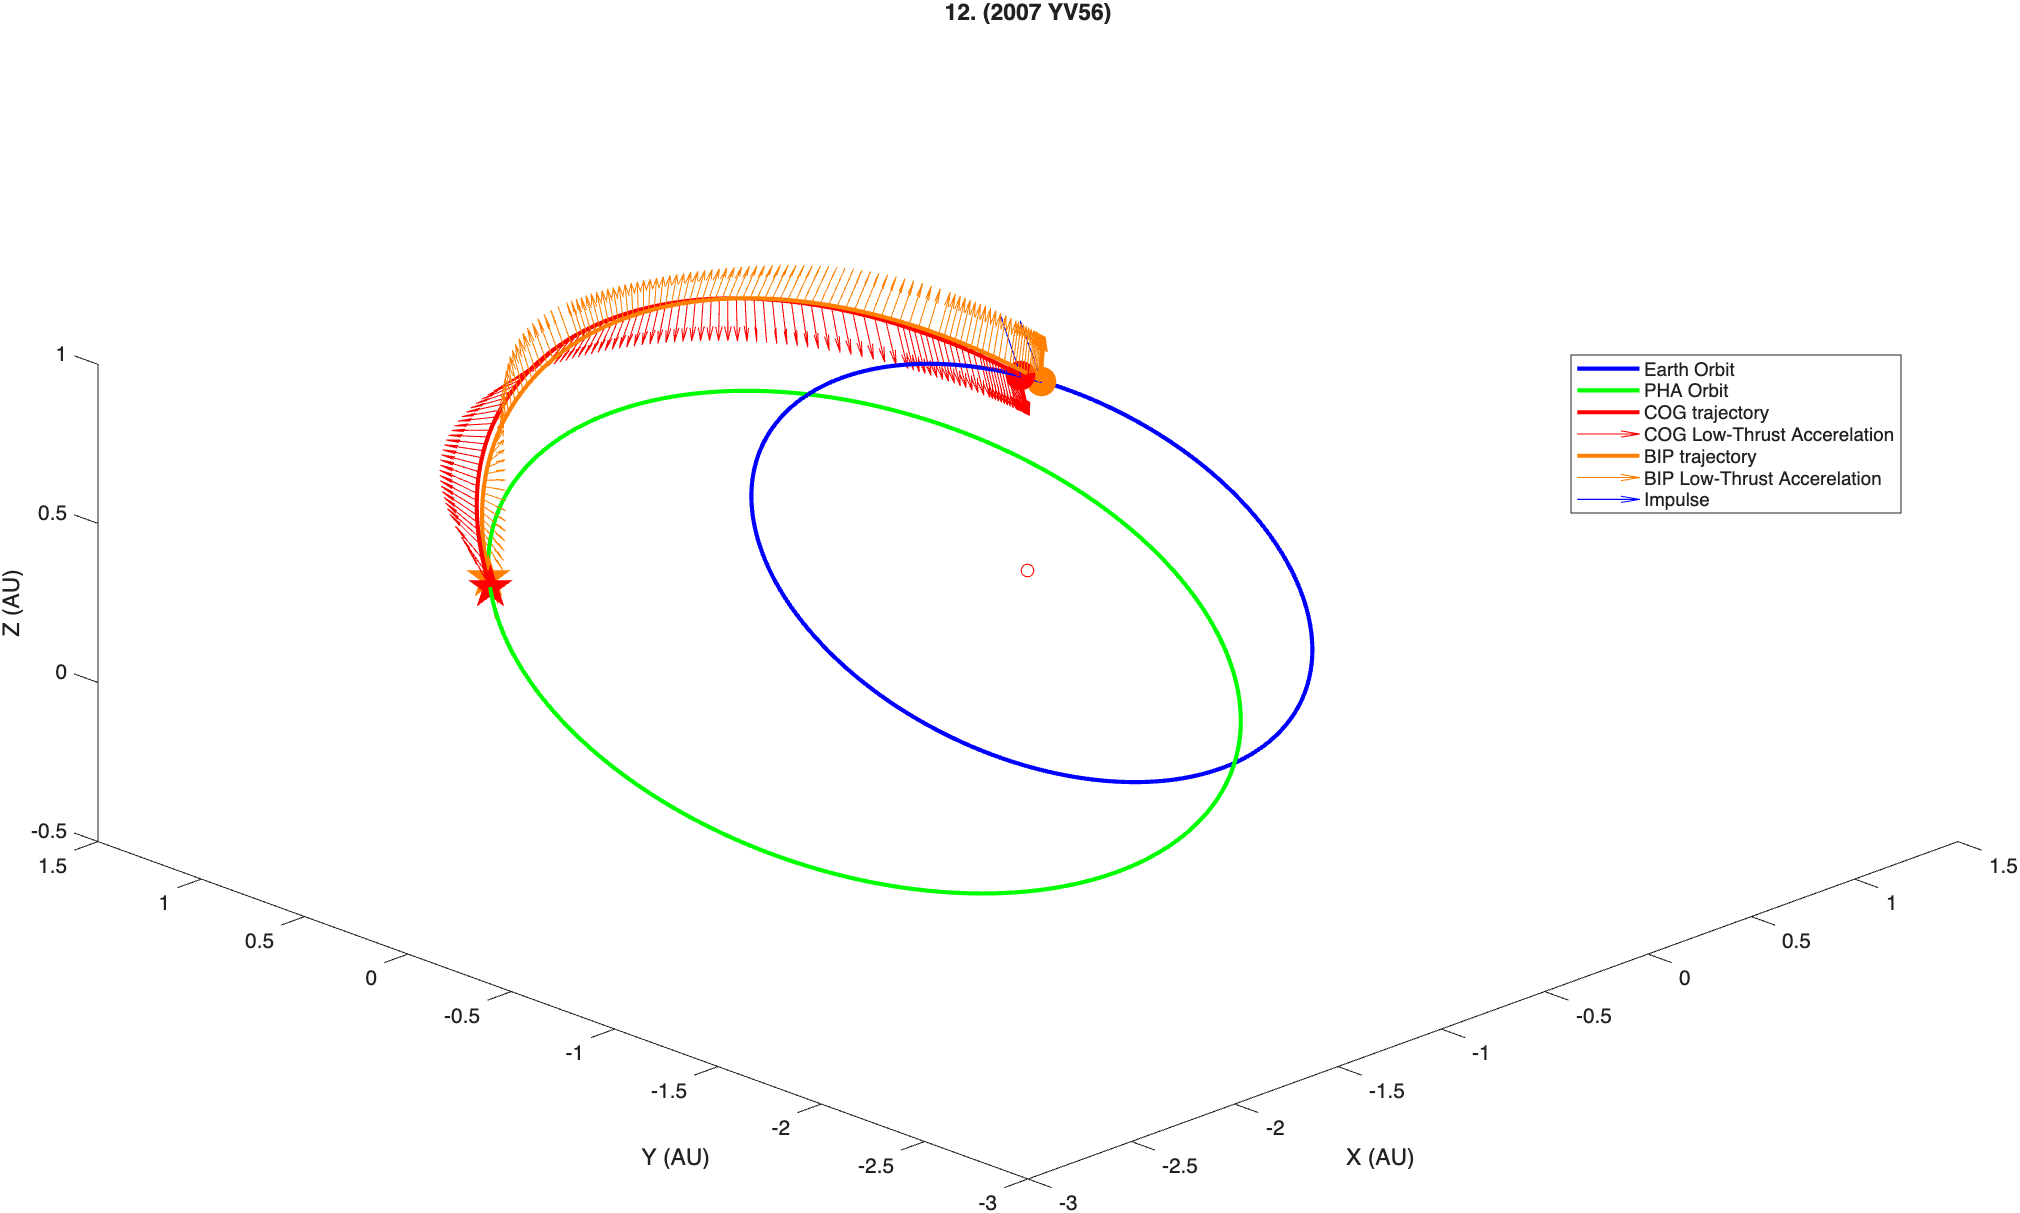 12. (2007 YV56)
Earth Orbit
PHA Orbit
COG trajectory
COG Low-Thrust Accerelation
BIP trajectory
BIP Low-Thrust Accerelation
Impulse
1
0.5
0
-0.5
Z (AU)
1.5
1
0.5
0
-0.5
-1
-1.5
-2
-2.5
-3
Y (AU)
-3
-2.5
-2
-1.5
-1
-0.5
0
0.5
1
1.5
X (AU)